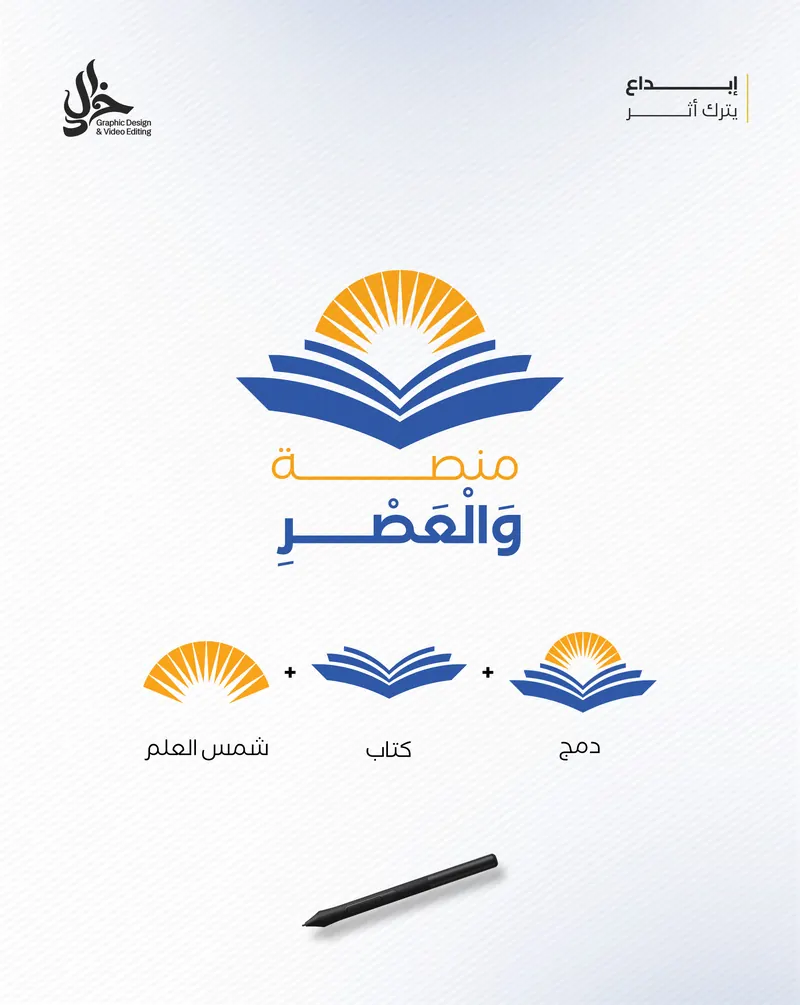 إبداع
يترك أثر
Graphic Design
& Video Editing
منصة
وَالْعَصْرِ
شمس العلم + كتاب + دمج